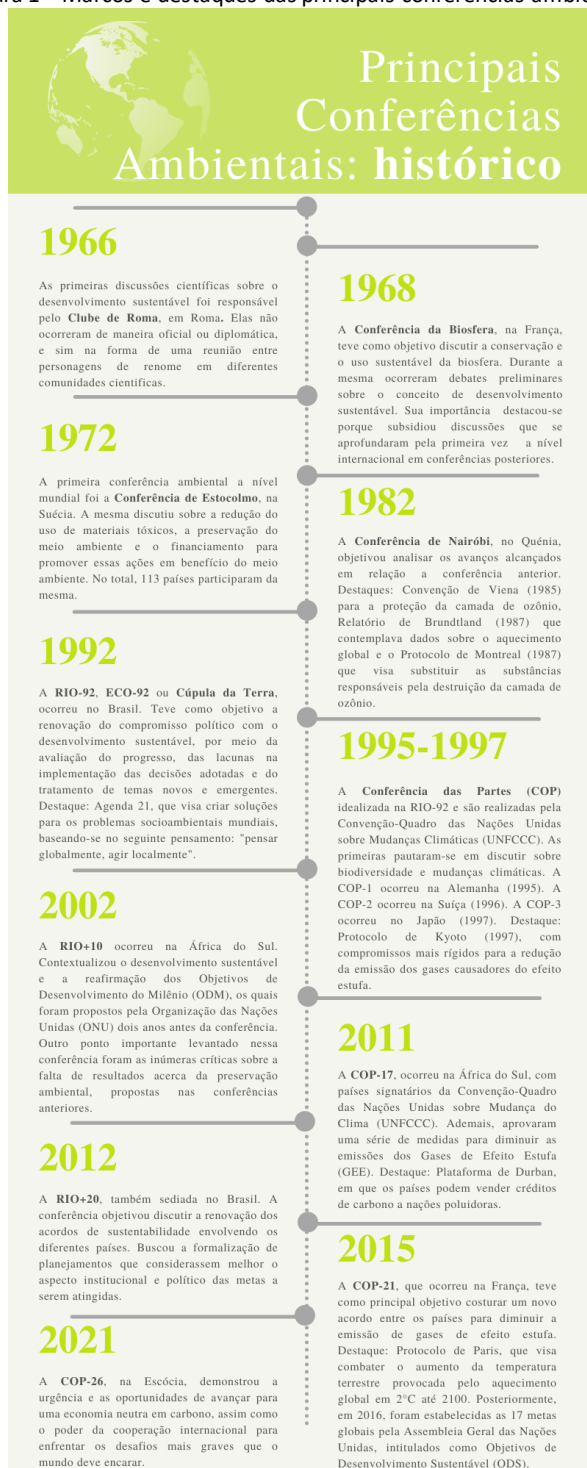 Marcos e destaques das principais conferências
Principais
Conferências
Ambientais: histórico
1966
As primeiras discussões científicas sobre o
desenvolvimento sustentável foi responsável
pelo Clube de Roma, em Roma. Elas não
ocorreram de maneira oficial ou diplomática,
e sim na forma de uma reunião entre
personagens de renome em diferentes
comunidades cientificas.
1968
A Conferência da Biosfera, na França,
teve como objetivo discutir a conservação e
o uso sustentável da biosfera. Durante a
mesma ocorreram debates preliminares
sobre o conceito de desenvolvimento
sustentável. Sua importância destacou-se
porque subsidiou discussões que se
aprofundaram pela primeira vez a nível
internacional em conferências posteriores.
1972
A primeira conferência ambiental a nível
mundial foi a Conferência de Estocolmo, na
Suécia. A mesma discutiu sobre a redução do
uso de materiais tóxicos, a preservação do
meio ambiente e o financiamento para
promover essas ações em benefício do meio
ambiente. No total, 113 países participaram da
mesma.
1982
A Conferência de Nairóbi, no Quénia,
objetivou analisar os avanços alcançados
em relação a conferência anterior.
Destaques: Convenção de Viena (1985)
para a proteção da camada de ozônio,
Relatório de Brundtland (1987) que
contemplava dados sobre o aquecimento
global e o Protocolo de Montreal (1987)
que visa substituir as substâncias
responsáveis pela destruição da camada de
ozônio.
1992
A RIO-92, ECO-92 ou Cúpula da Terra,
ocorreu no Brasil. Teve como objetivo a
renovação do compromisso político com o
desenvolvimento sustentável, por meio da
avaliação do progresso, das lacunas na
implementação das decisões adotadas e do
tratamento de temas novos e emergentes.
Destaque: Agenda 21, que visa criar soluções
para os problemas socioambientais mundiais,
baseando-se no seguinte pensamento: "pensar
globalmente, agir localmente".
1995-1997
A Conferência das Partes (COP)
idealizada na RIO-92 e são realizadas pela
Convenção-Quadro das Nações Unidas
sobre Mudanças Climáticas (UNFCCC). As
primeiras pautaram-se em discutir sobre
biodiversidade e mudanças climáticas. A
COP-1 ocorreu na Alemanha (1995). A
COP-2 ocorreu na Suíça (1996). A COP-3
ocorreu no Japão (1997). Destaque:
Protocolo de Kyoto (1997), com
compromissos mais rígidos para a redução
da emissão dos gases causadores do efeito
estufa.
2002
A RIO+10 ocorreu na África do Sul.
Contextualizou o desenvolvimento sustentável
e a reafirmação dos Objetivos de
Desenvolvimento do Milênio (ODM), os quais
foram propostos pela Organização das Nações
Unidas (ONU) dois anos antes da conferência.
Outro ponto importante levantado nessa
conferência foram as inúmeras críticas sobre a
falta de resultados acerca da preservação
ambiental, propostas nas conferências
anteriores.
2011
A COP-17, ocorreu na África do Sul, com
países signatários da Convenção-Quadro
das Nações Unidas sobre Mudança do
Clima (UNFCCC). Ademais, aprovaram
uma série de medidas para diminuir as
emissões dos Gases de Efeito Estufa
(GEE). Destaque: Plataforma de Durban,
em que os países podem vender créditos
de carbono a nações poluidoras.
2012
A RIO+20, também sediada no Brasil. A
conferência objetivou discutir a renovação dos
acordos de sustentabilidade envolvendo os
diferentes países. Buscou a formalização de
planejamentos que considerassem melhor o
aspecto institucional e político das metas a
serem atingidas.
2015
A COP-21, que ocorreu na França, teve
como principal objetivo costurar um novo
acordo entre os países para diminuir a
emissão de gases de efeito estufa.
Destaque: Protocolo de Paris, que visa
combater o aumento da temperatura
terrestre provocada pelo aquecimento
global em 2°C até 2100. Posteriormente,
em 2016, foram estabelecidas as 17 metas
globais pela Assembleia Geral das Nações
Unidas, intitulados como Objetivos de
Desenvolvimento Sustentável (ODS).
2021
A COP-26, na Escócia, demonstrou a
urgência e as oportunidades de avançar para
uma economia neutra em carbono, assim como
o poder da cooperação internacional para
enfrentar os desafios mais graves que o
mundo deve encarar.